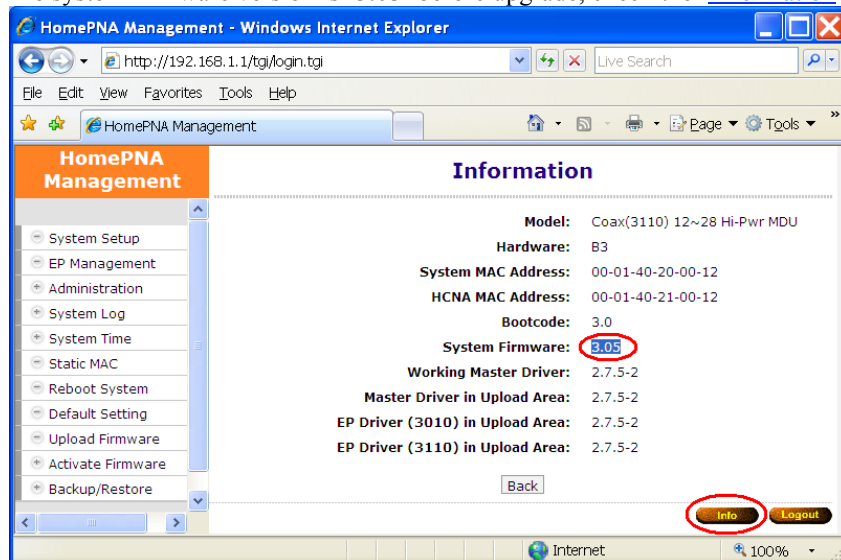 HomePNA Management - Windows Internet Explorer
http://192.168.1.1/tgi/login.tgi
Live Search
File Edit View Favorites Tools Help
HomePNA Management
Page Tools »
HomePNA
Management
System Setup
EP Management
Administration
System Log
System Time
Static MAC
Reboot System
Default Setting
Upload Firmware
Activate Firmware
Backup/Restore
Information
Model: Coax(3110) 12~28 Hi-Pwr MDU
Hardware: B3
System MAC Address: 00-01-40-20-00-12
HCNA MAC Address: 00-01-40-21-00-12
Bootcode: 3.0
System Firmware: 3.05
Working Master Driver: 2.7.5-2
Master Driver in Upload Area: 2.7.5-2
EP Driver (3010) in Upload Area: 2.7.5-2
EP Driver (3110) in Upload Area: 2.7.5-2
Back
Info Logout
Internet 100%